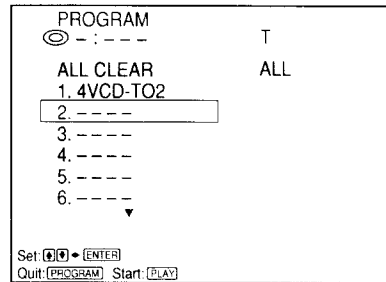 PROGRAM
– : – – – T
ALL CLEAR ALL
1. 4VCD-TO2
2. – – – –
3. – – – –
4. – – – –
5. – – – –
6. – – – –
Set: ENTER
Quit: PROGRAM Start: PLAY